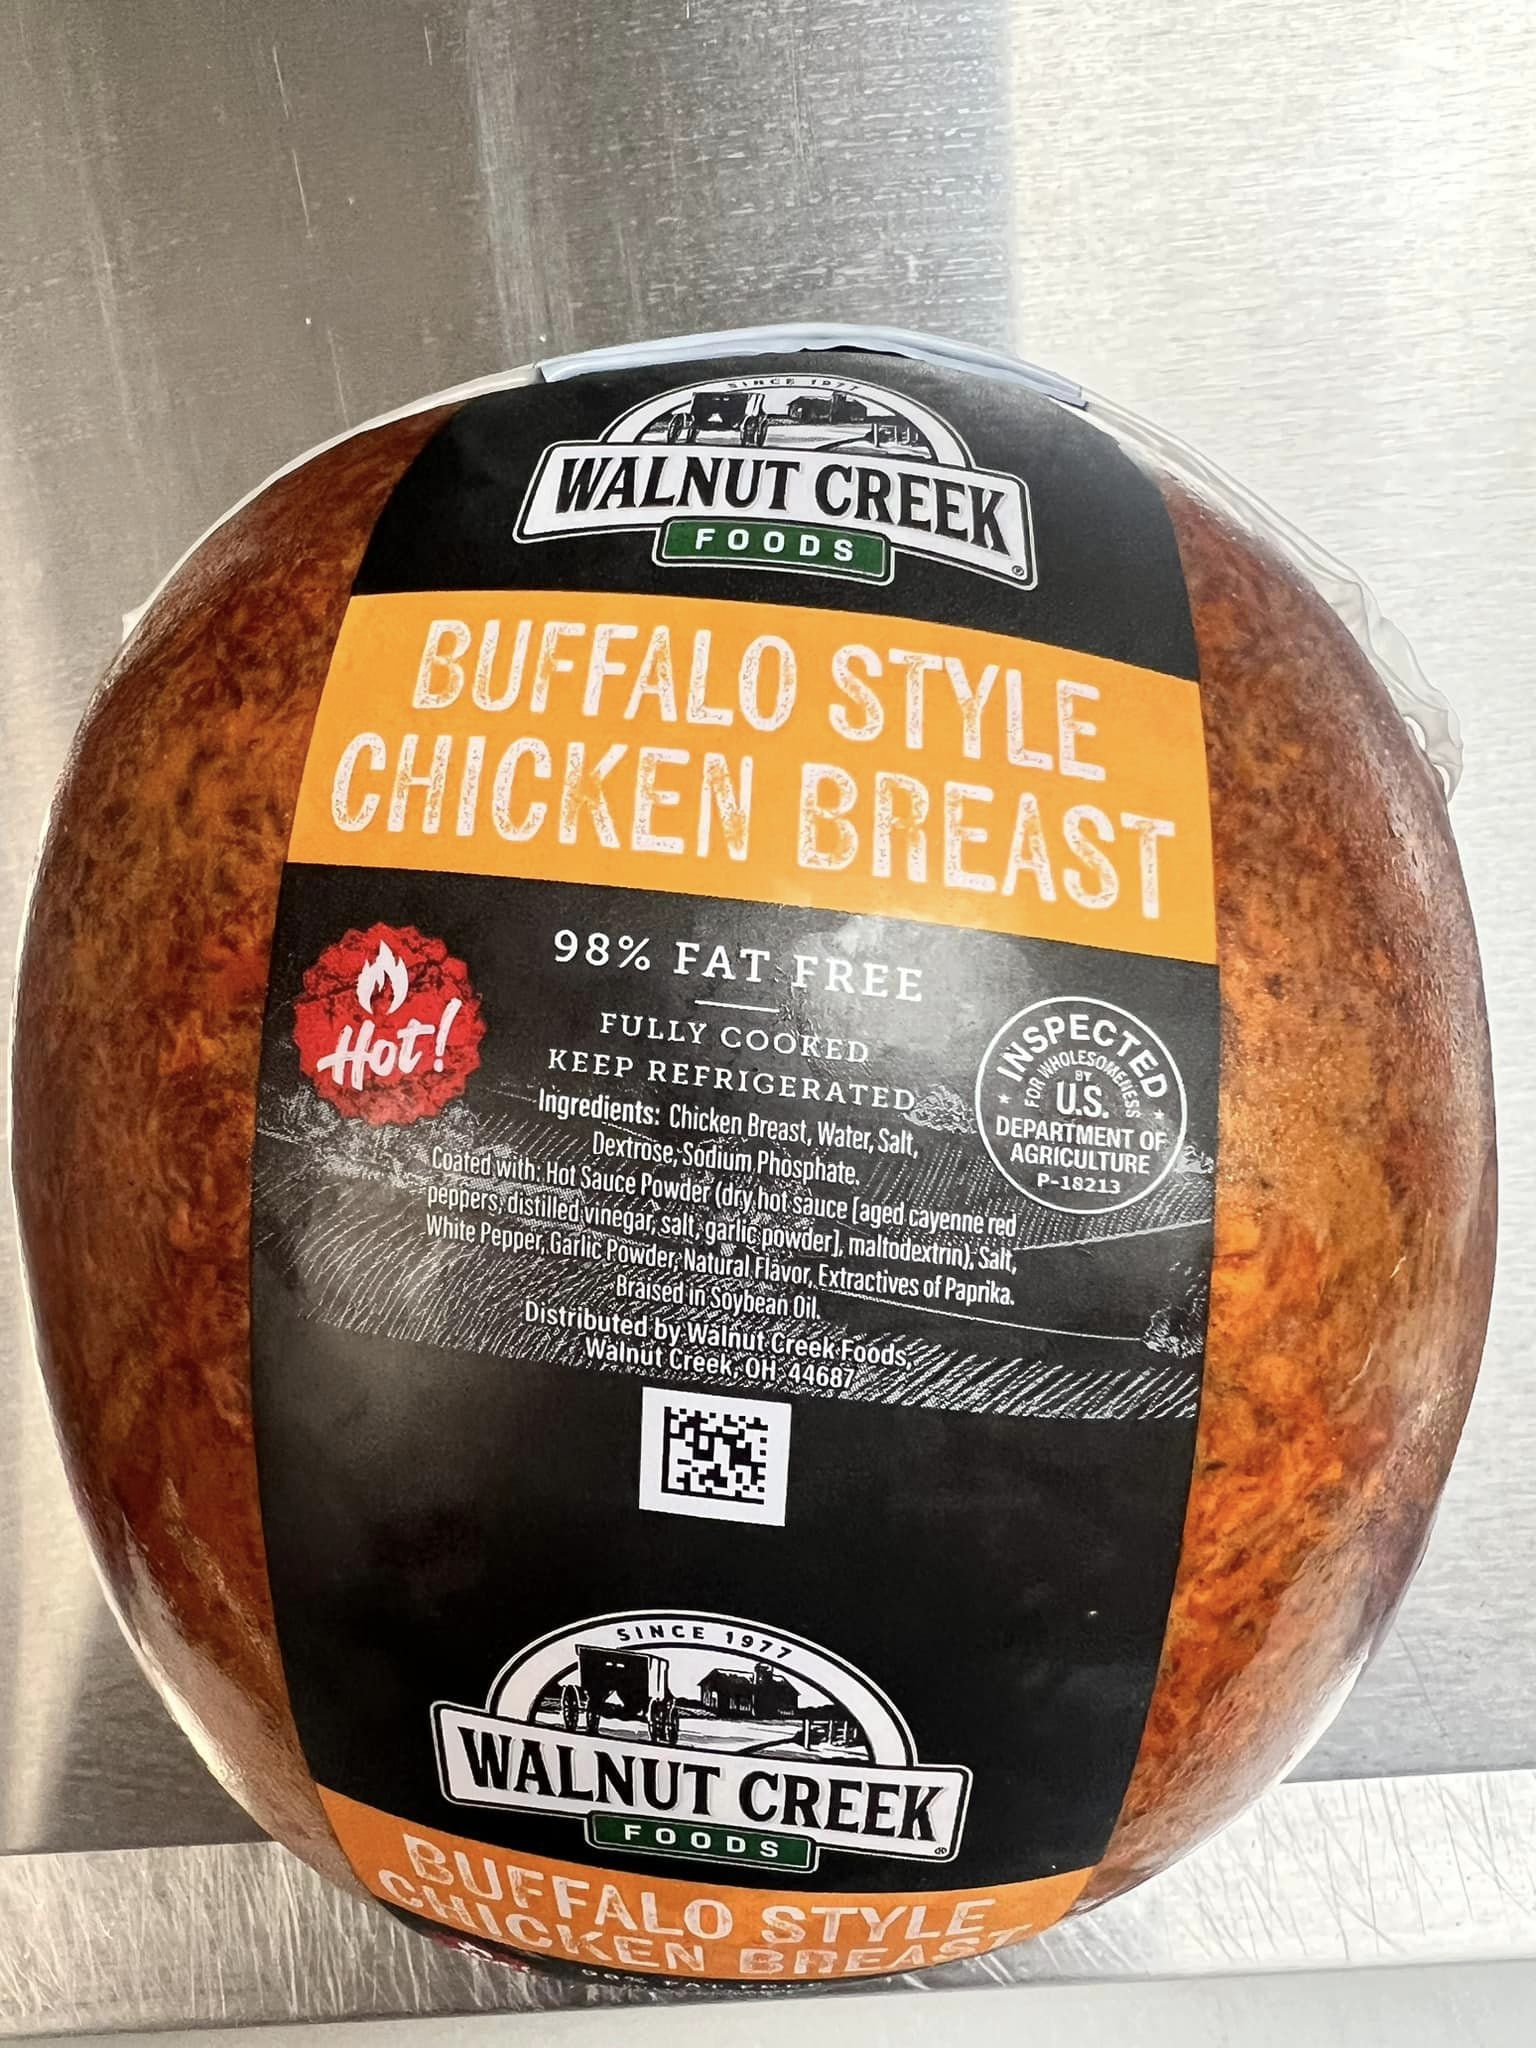 SINCE 1977
WALNUT CREEK
FOODS
BUFFALO STYLE
CHICKEN BREAST
98% FAT FREE
FULLY COOKED
KEEP REFRIGERATED
Hot!
INSPECTED
FOR WHOLESOMENESS
BY
U.S.
DEPARTMENT OF
AGRICULTURE
P-18213
Ingredients: Chicken Breast, Water, Salt,
Dextrose, Sodium Phosphate.
Coated with: Hot Sauce Powder (dry hot sauce [aged cayenne red
peppers, distilled vinegar, salt, garlic powder], maltodextrin), Salt,
White Pepper, Garlic Powder, Natural Flavor, Extractives of Paprika.
Braised in Soybean Oil.
Distributed by Walnut Creek Foods,
Walnut Creek, OH 44687
SINCE 1977
WALNUT CREEK
FOODS
BUFFALO STYLE
CHICKEN BREAST